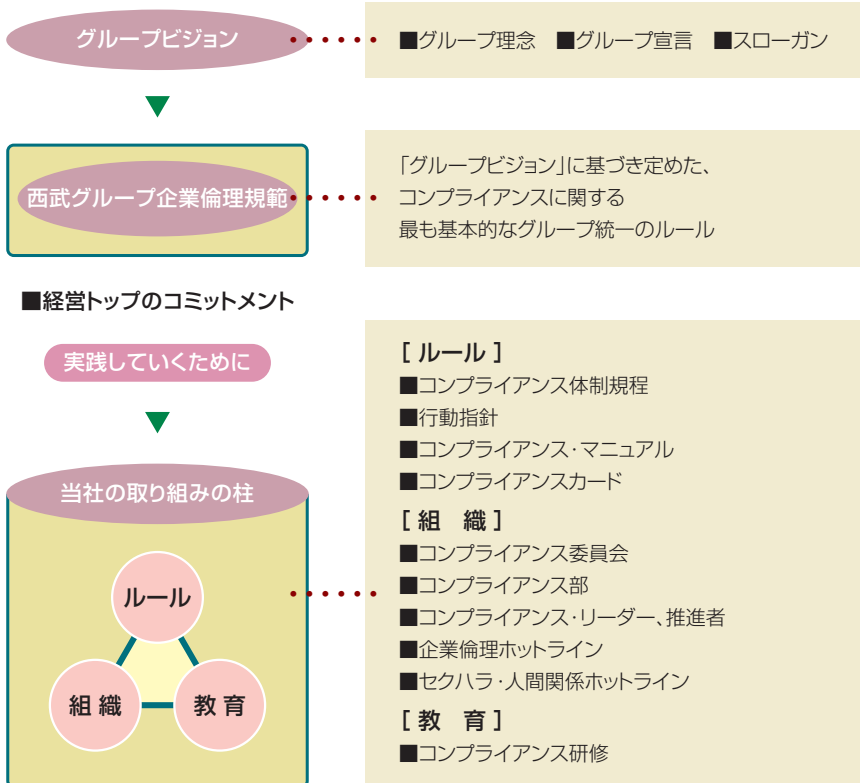 グループビジョン
■グループ理念 ■グループ宣言 ■スローガン
西武グループ企業倫理規範
「グループビジョン」に基づき定めた、
コンプライアンスに関する
最も基本的なグループ統一のルール
■経営トップのコミットメント
実践していくために
当社の取り組みの柱
ルール
組 織
教 育
[ ルール ]
■コンプライアンス体制規程
■行動指針
■コンプライアンス・マニュアル
■コンプライアンスカード
[ 組　織 ]
■コンプライアンス委員会
■コンプライアンス部
■コンプライアンス・リーダー、推進者
■企業倫理ホットライン
■セクハラ・人間関係ホットライン
[ 教　育 ]
■コンプライアンス研修